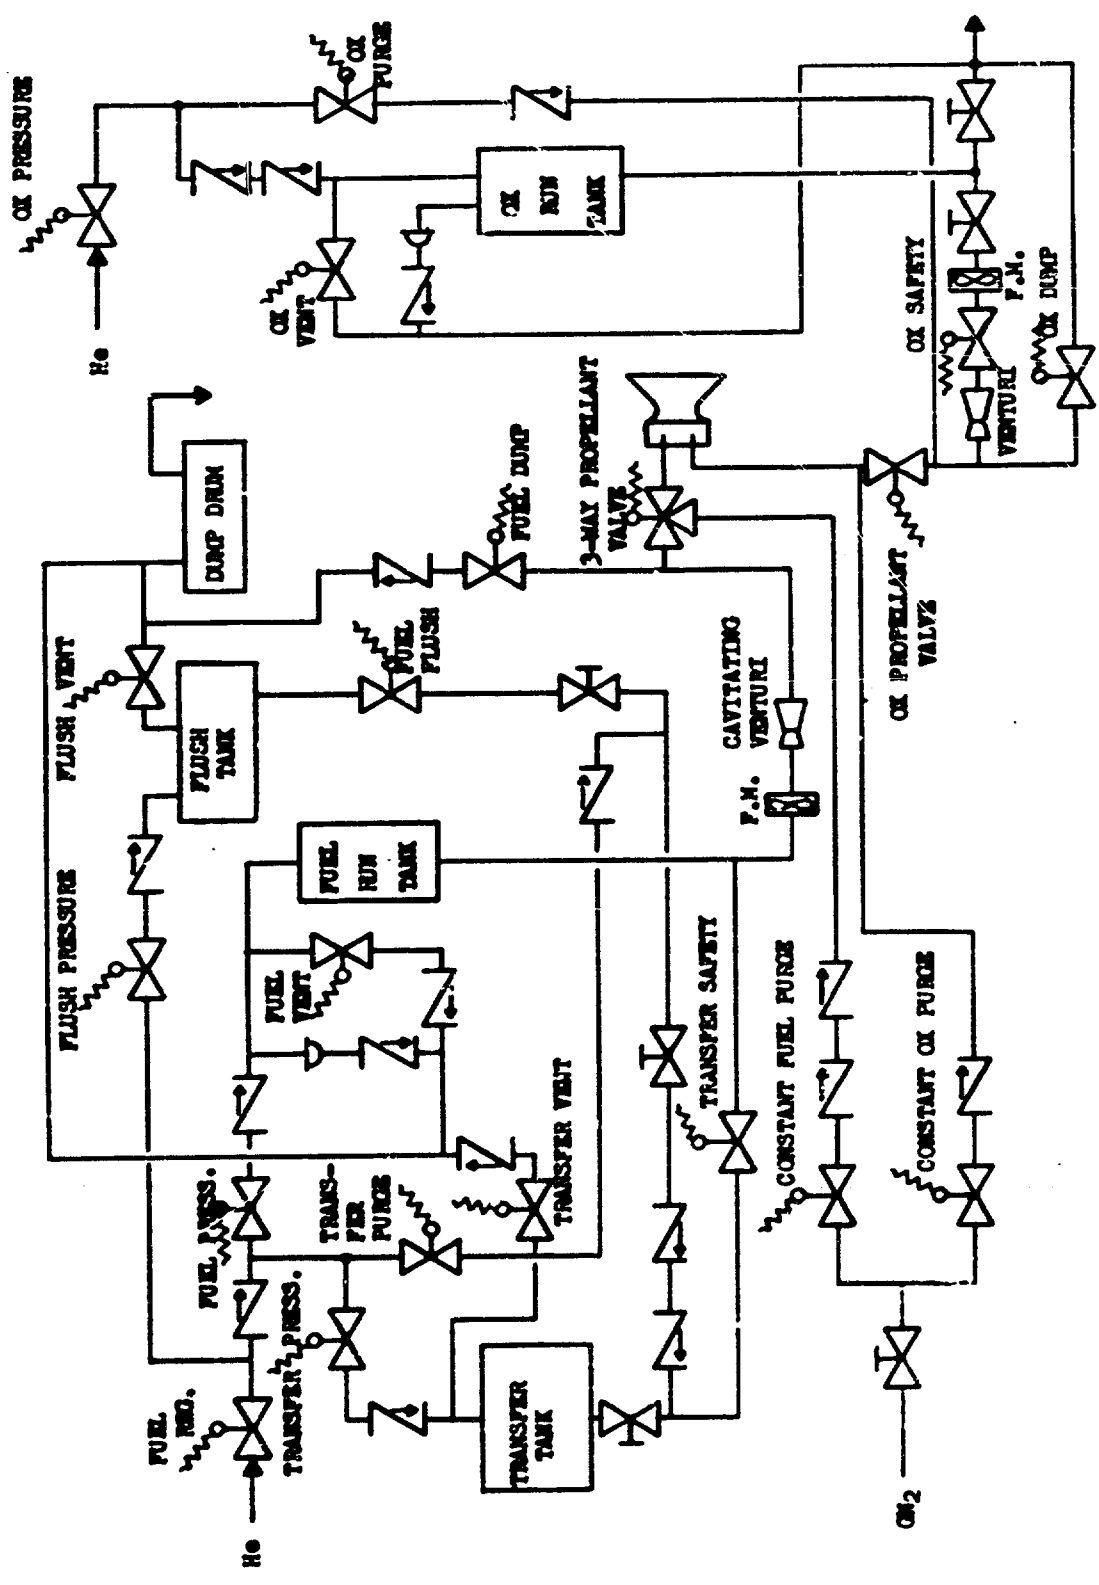 He
OX PRESSURE
OX
PURGE
OX
VENT
OX
RUN
TANK
OX SAFETY
F.M.
OX DUMP
VENTURI
DUMP DRUM
FLUSH VENT
FLUSH
TANK
FLUSH PRESSURE
FUEL
FLUSH
FUEL DUMP
3-WAY PROPELLANT
VALVE
OX PROPELLANT
VALVE
CAVITATING
VENTURI
F.M.
FUEL
RUN
TANK
FUEL
VENT
FUEL PRESS.
TRANS-
FER
PURGE
TRANSFER VENT
TRANSFER SAFETY
CONSTANT FUEL PURGE
CONSTANT OX PURGE
FUEL
REG.
TRANSFER PRESS.
TRANSFER
TANK
He
GN2